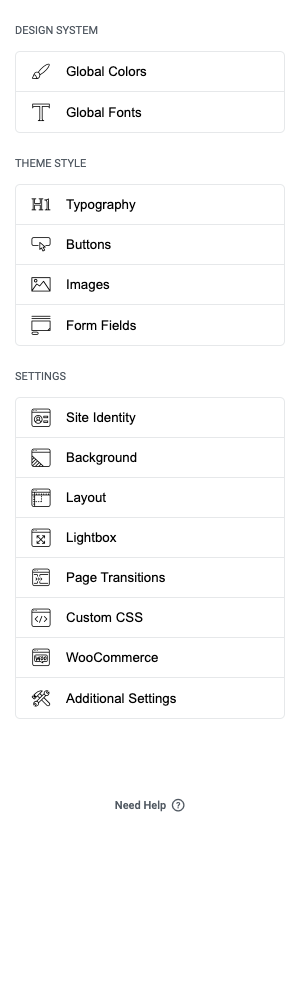 DESIGN SYSTEM
Global Colors
Global Fonts
THEME STYLE
H1 Typography
Buttons
Images
Form Fields
SETTINGS
Site Identity
Background
Layout
Lightbox
Page Transitions
Custom CSS
WooCommerce
Additional Settings
Need Help ?